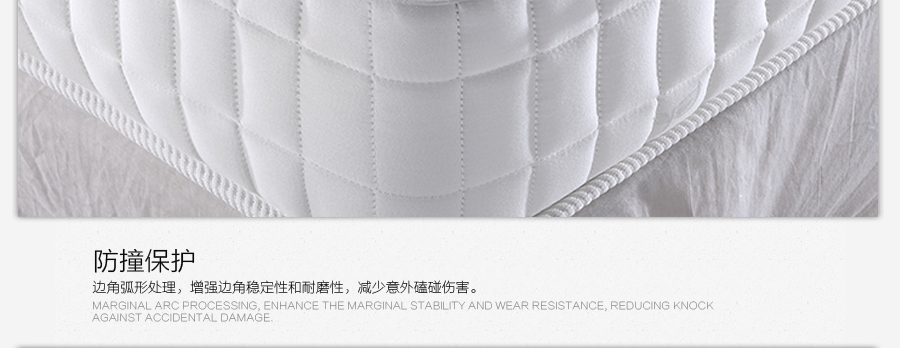 防撞保护
边角弧形处理，增强边角稳定性和耐磨性，减少意外磕碰伤害。
MARGINAL ARC PROCESSING, ENHANCE THE MARGINAL STABILITY AND WEAR RESISTANCE, REDUCING KNOCK
AGAINST ACCIDENTAL DAMAGE.